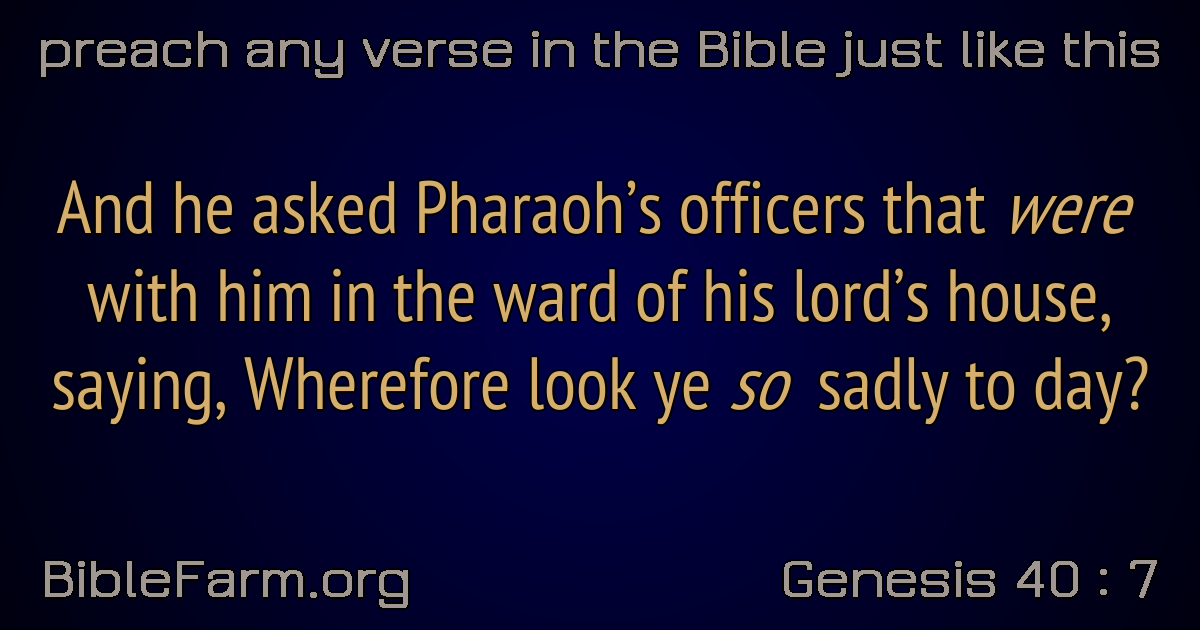 preach any verse in the Bible just like this
And he asked Pharaoh’s officers that were
with him in the ward of his lord’s house,
saying, Wherefore look ye so sadly to day?
BibleFarm.org
Genesis 40 : 7